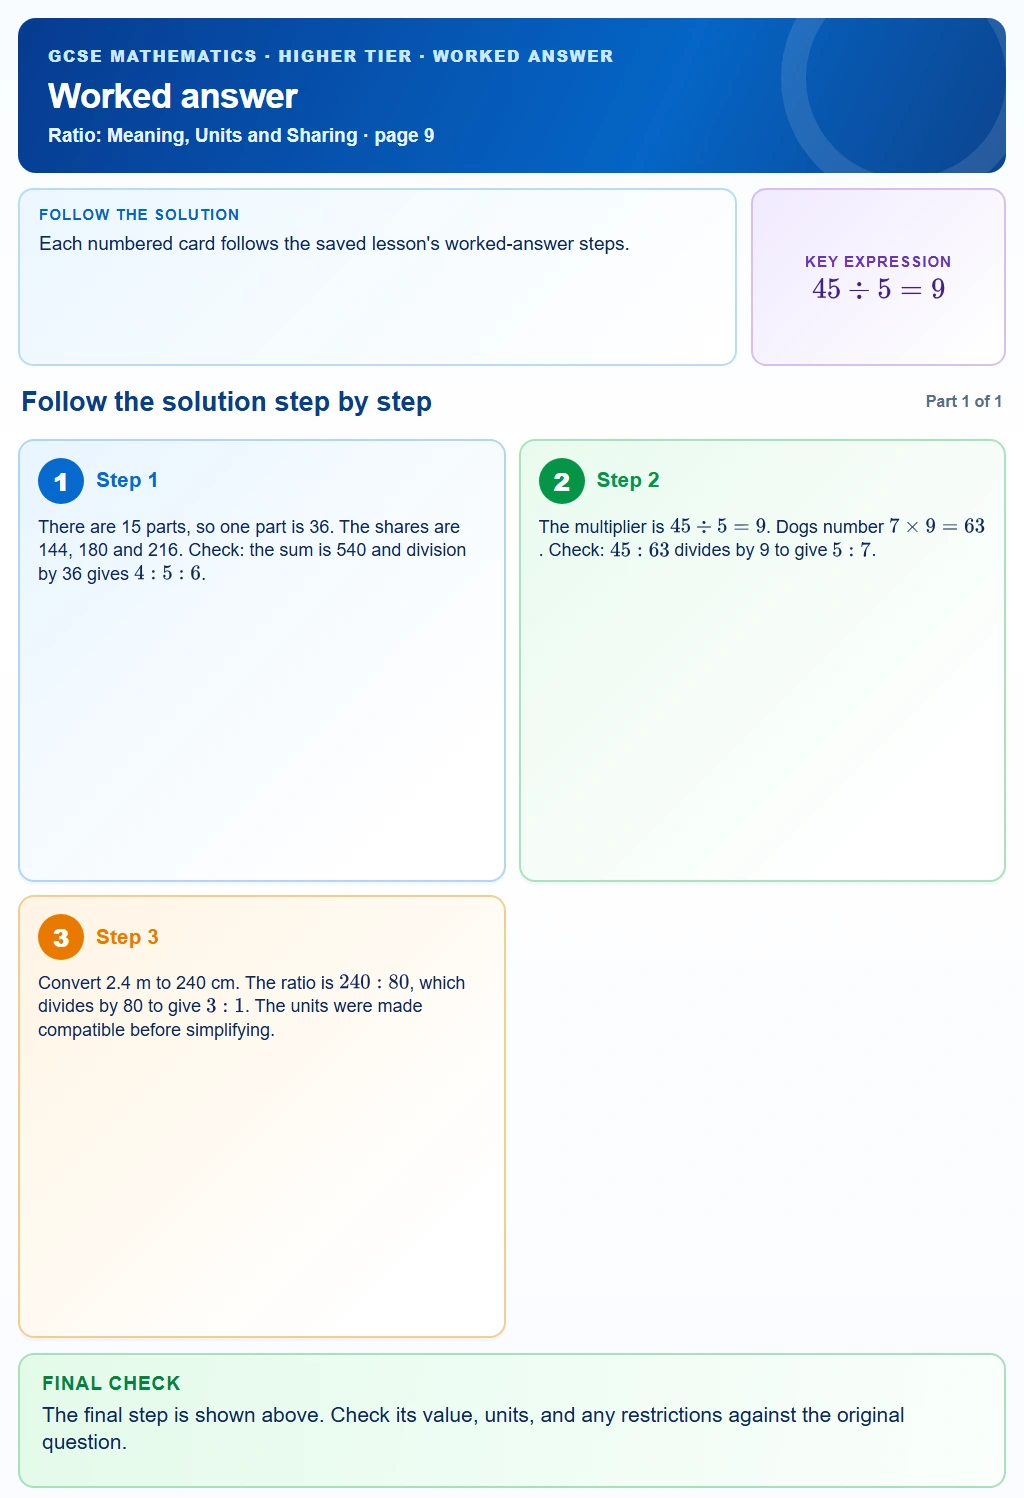 GCSE MATHEMATICS · HIGHER TIER · WORKED ANSWER
Worked answer
Ratio: Meaning, Units and Sharing · page 9
FOLLOW THE SOLUTION
Each numbered card follows the saved lesson's worked-answer steps.
KEY EXPRESSION
45 ÷ 5 = 9
Follow the solution step by step
Part 1 of 1
1 Step 1
There are 15 parts, so one part is 36. The shares are
144, 180 and 216. Check: the sum is 540 and division
by 36 gives 4 : 5 : 6.
2 Step 2
The multiplier is 45 ÷ 5 = 9. Dogs number 7 × 9 = 63
. Check: 45 : 63 divides by 9 to give 5 : 7.
3 Step 3
Convert 2.4 m to 240 cm. The ratio is 240 : 80, which
divides by 80 to give 3 : 1. The units were made
compatible before simplifying.
FINAL CHECK
The final step is shown above. Check its value, units, and any restrictions against the original
question.